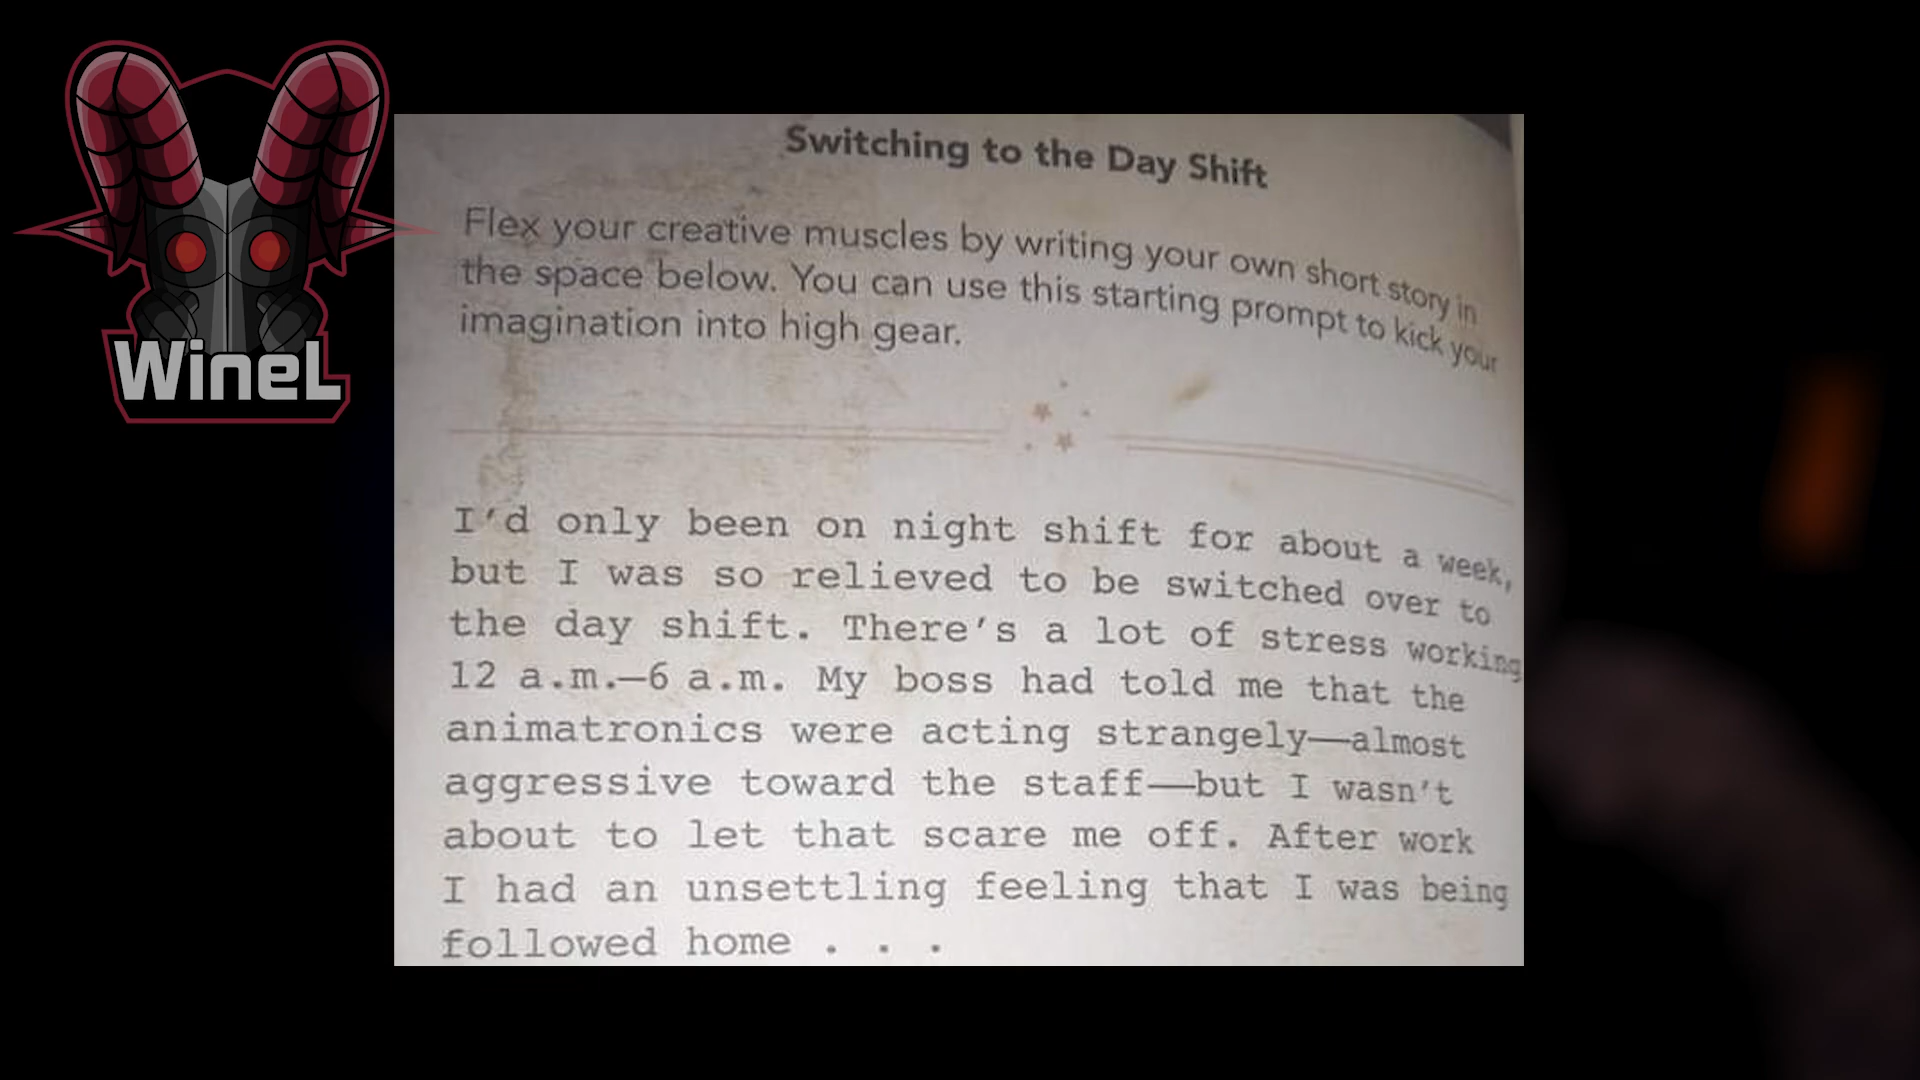 WineL
Switching to the Day Shift
Flex your creative muscles by writing your own short story in
the space below. You can use this starting prompt to kick your
imagination into high gear.
I'd only been on night shift for about a week,
but I was so relieved to be switched over to
the day shift. There's a lot of stress working
12 a.m.—6 a.m. My boss had told me that the
animatronics were acting strangely—almost
aggressive toward the staff—but I wasn't
about to let that scare me off. After work
I had an unsettling feeling that I was being
followed home . . .